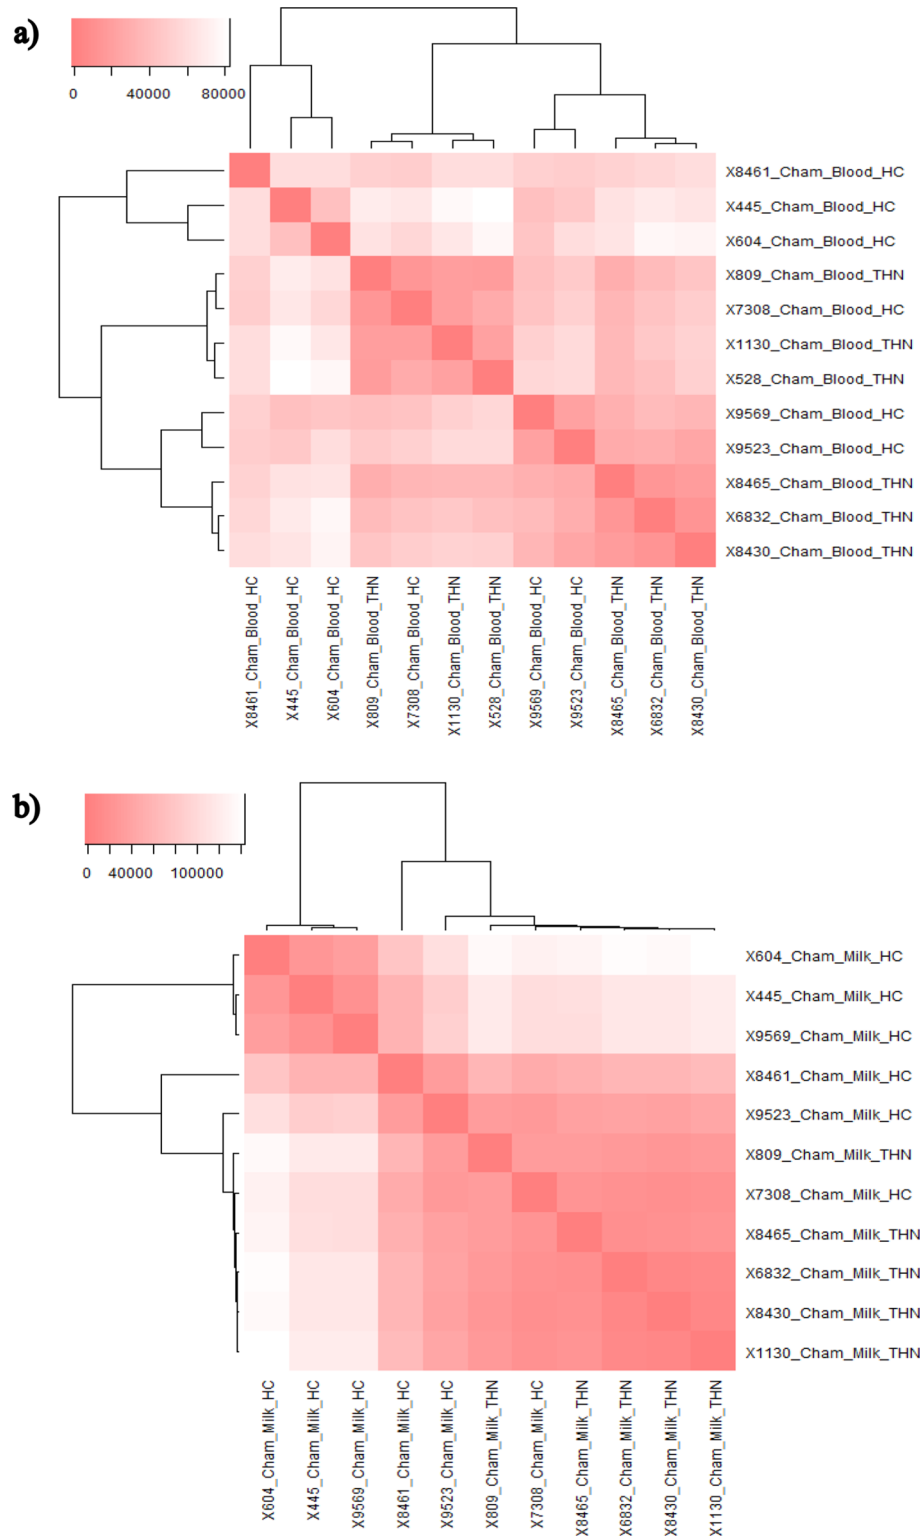 a)
0 40000 80000
X8461_Cham_Blood_HC
X445_Cham_Blood_HC
X604_Cham_Blood_HC
X809_Cham_Blood_THN
X7308_Cham_Blood_HC
X1130_Cham_Blood_THN
X528_Cham_Blood_THN
X9569_Cham_Blood_HC
X9523_Cham_Blood_HC
X8465_Cham_Blood_THN
X6832_Cham_Blood_THN
X8430_Cham_Blood_THN
X8461_Cham_Blood_HC
X445_Cham_Blood_HC
X604_Cham_Blood_HC
X809_Cham_Blood_THN
X7308_Cham_Blood_HC
X1130_Cham_Blood_THN
X528_Cham_Blood_THN
X9569_Cham_Blood_HC
X9523_Cham_Blood_HC
X8465_Cham_Blood_THN
X6832_Cham_Blood_THN
X8430_Cham_Blood_THN
b)
0 40000 100000
X604_Cham_Milk_HC
X445_Cham_Milk_HC
X9569_Cham_Milk_HC
X8461_Cham_Milk_HC
X9523_Cham_Milk_HC
X809_Cham_Milk_THN
X7308_Cham_Milk_HC
X8465_Cham_Milk_THN
X6832_Cham_Milk_THN
X8430_Cham_Milk_THN
X1130_Cham_Milk_THN
X604_Cham_Milk_HC
X445_Cham_Milk_HC
X9569_Cham_Milk_HC
X8461_Cham_Milk_HC
X9523_Cham_Milk_HC
X809_Cham_Milk_THN
X7308_Cham_Milk_HC
X8465_Cham_Milk_THN
X6832_Cham_Milk_THN
X8430_Cham_Milk_THN
X1130_Cham_Milk_THN